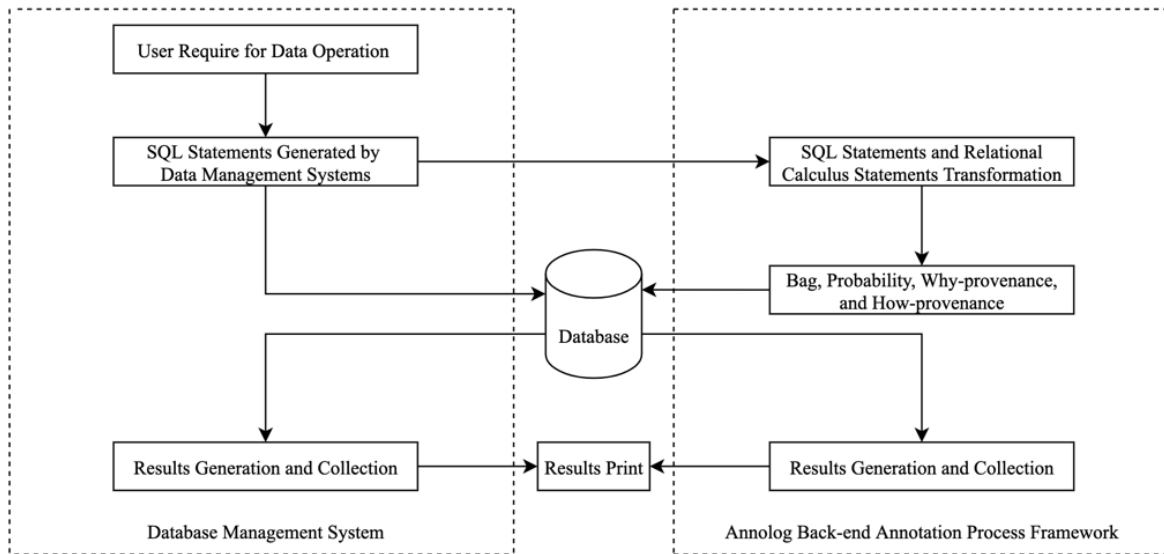 User Require for Data Operation
SQL Statements Generated by
Data Management Systems
SQL Statements and Relational
Calculus Statements Transformation
Bag, Probability, Why-provenance,
and How-provenance
Database
Results Generation and Collection
Results Print
Results Generation and Collection
Database Management System
Annolog Back-end Annotation Process Framework